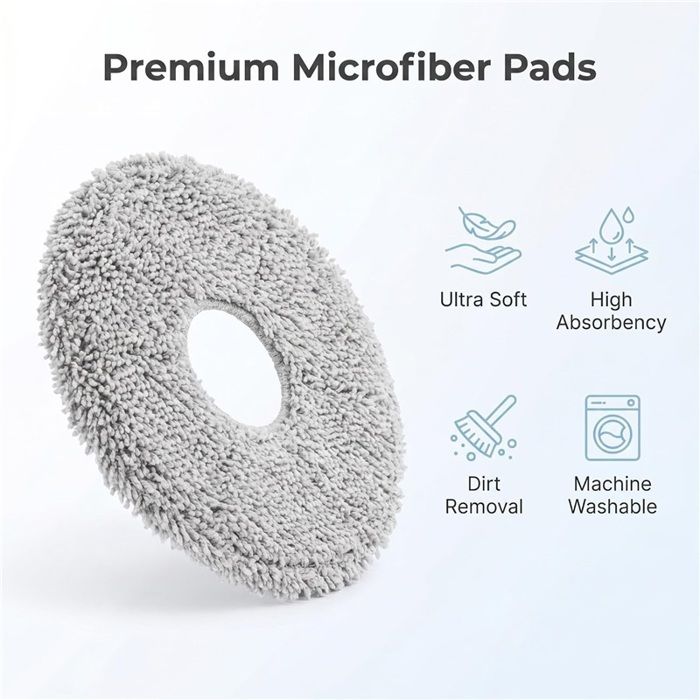 Premium Microfiber Pads
Ultra Soft
High
Absorbency
Dirt
Removal
Machine
Washable